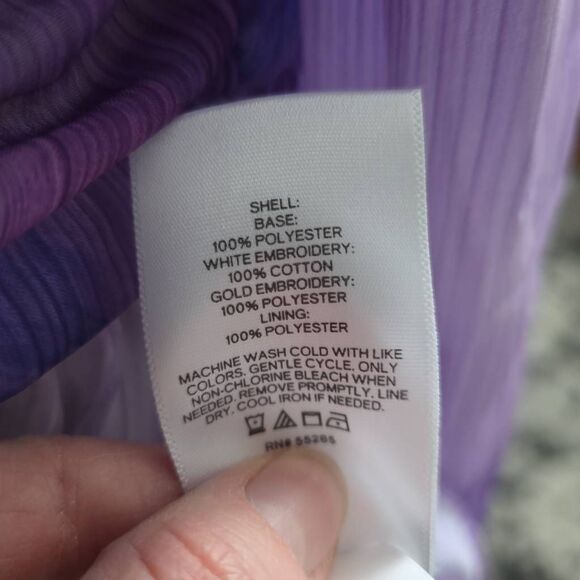 SHELL:
BASE:
100% POLYESTER
WHITE EMBROIDERY:
100% COTTON
GOLD EMBROIDERY:
100% POLYESTER
LINING:
100% POLYESTER
MACHINE WASH COLD WITH LIKE
COLORS. GENTLE CYCLE. ONLY
NON-CHLORINE BLEACH WHEN
NEEDED. REMOVE PROMPTLY. LINE
DRY. COOL IRON IF NEEDED.
RN# 55285